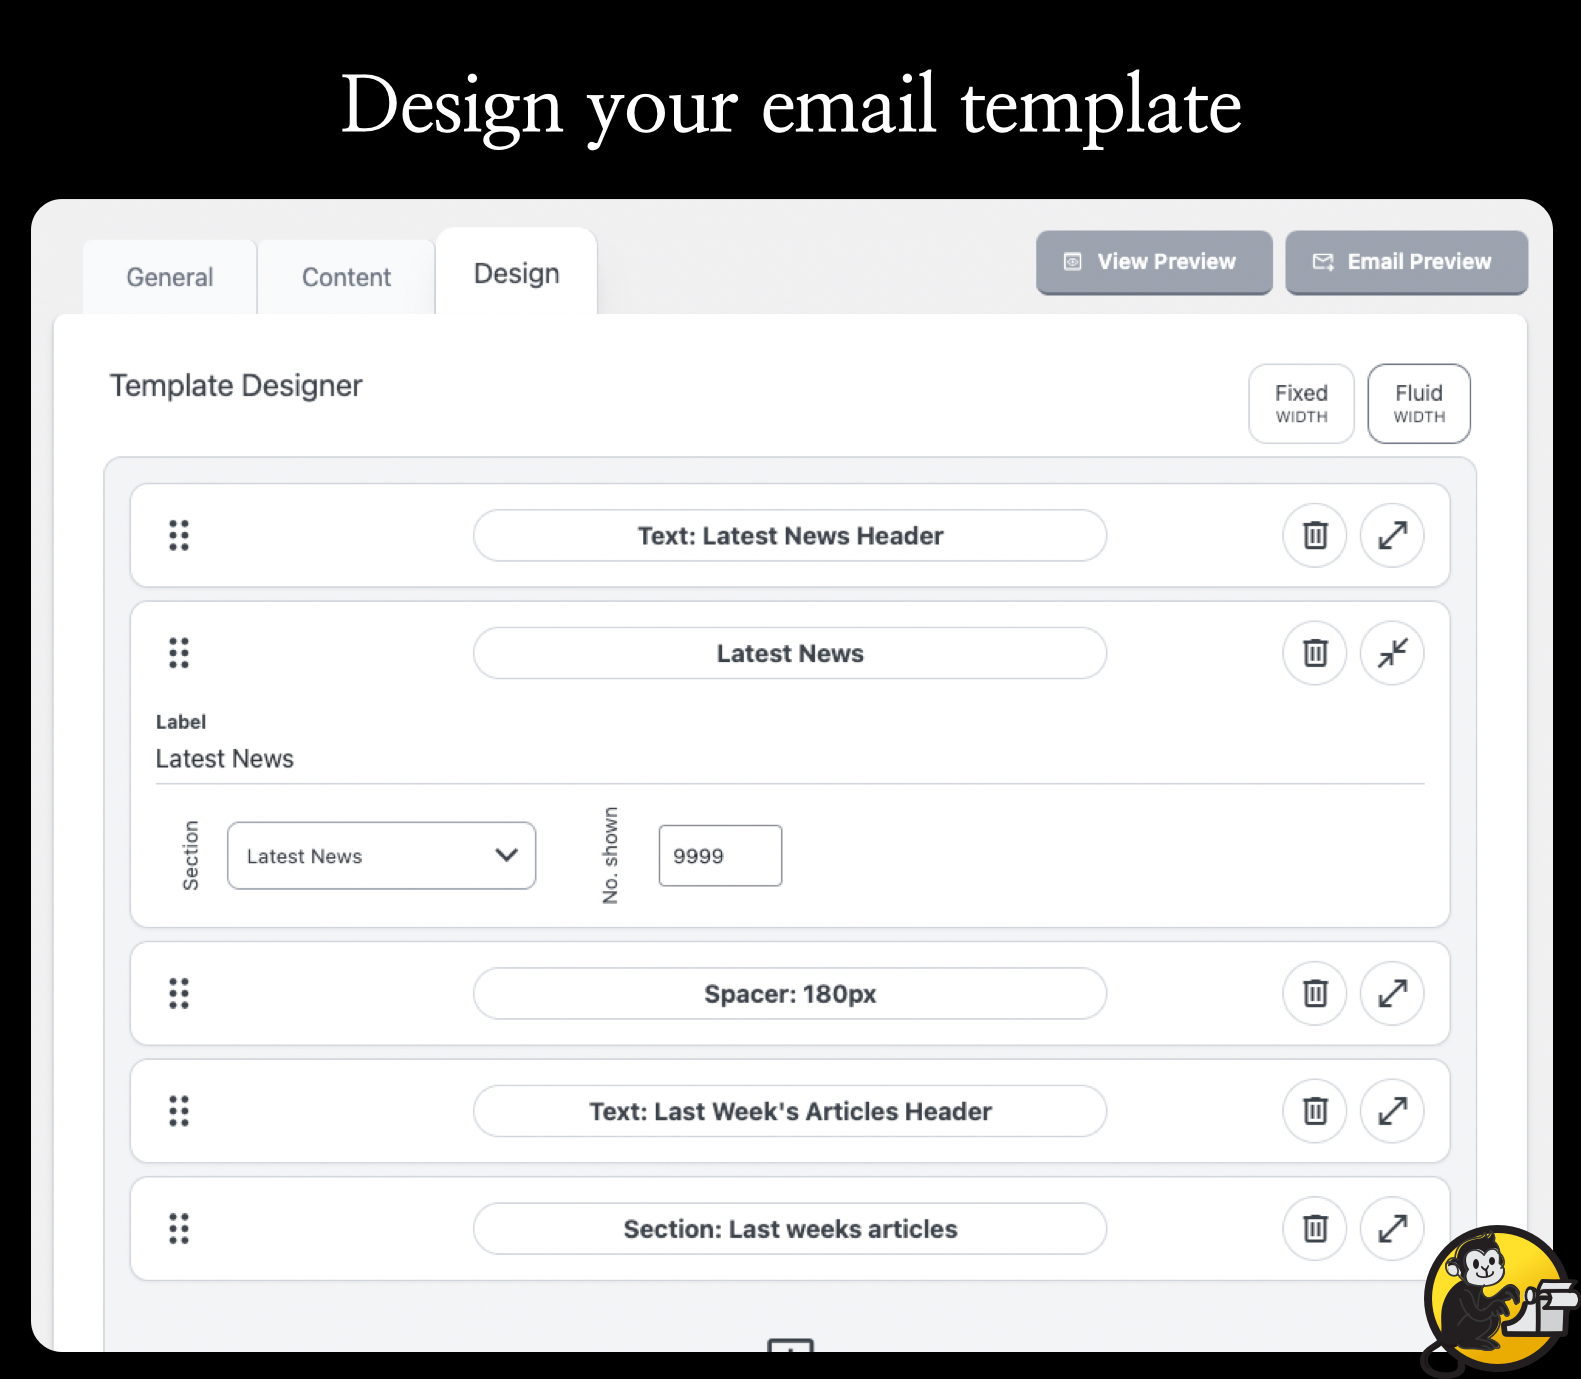 Design your email template
General
Content
Design
View Preview
Email Preview
Template Designer
Fixed
WIDTH
Fluid
WIDTH
Text: Latest News Header
Latest News
Label
Latest News
Section
Latest News
No. shown
9999
Spacer: 180px
Text: Last Week's Articles Header
Section: Last weeks articles